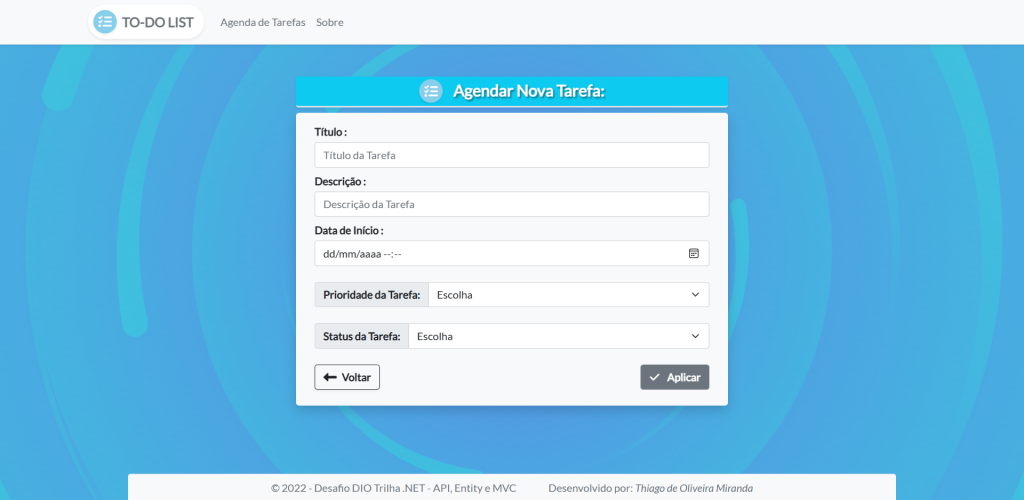 TO-DO LIST Agenda de Tarefas Sobre
Agendar Nova Tarefa:
Título :
Título da Tarefa
Descrição :
Descrição da Tarefa
Data de Início :
dd/mm/aaaa --:--
Prioridade da Tarefa: Escolha
Status da Tarefa: Escolha
Voltar Aplicar
© 2022 - Desafio DIO Trilha .NET - API, Entity e MVC Desenvolvido por: Thiago de Oliveira Miranda